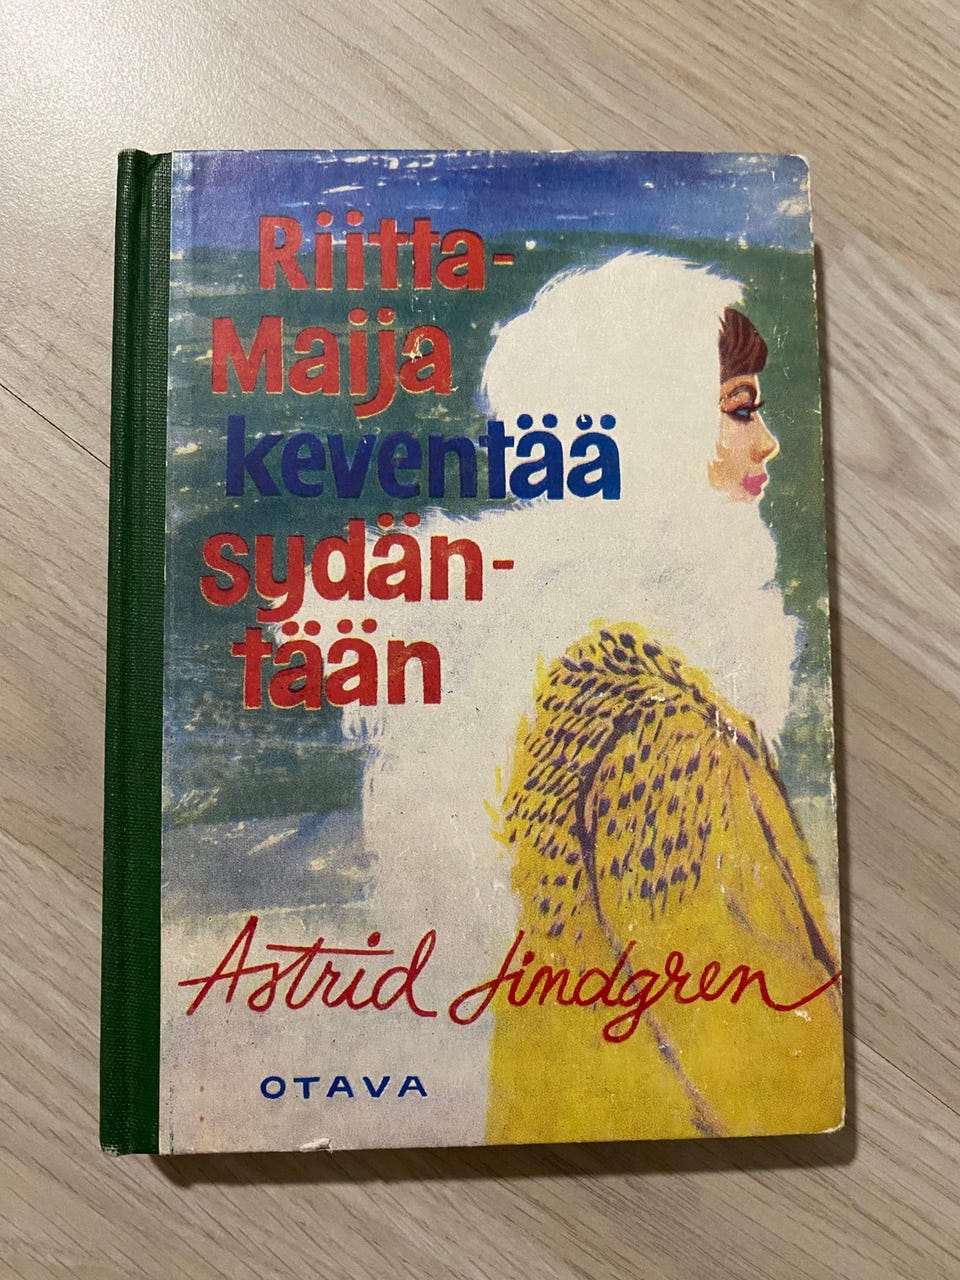 Riitta-
Maija
keventää
sydän-
tään
Astrid Lindgren
OTAVA